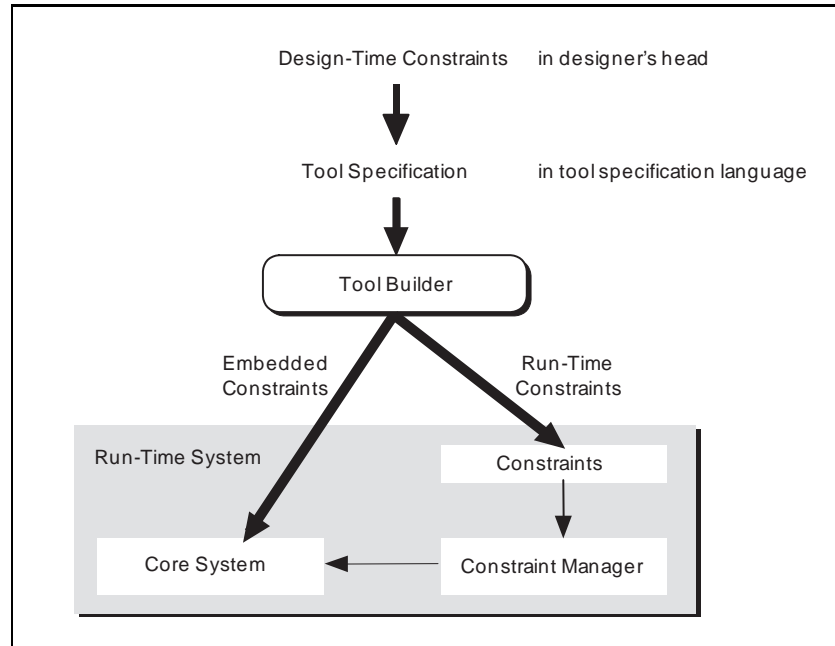 Design-Time Constraints in designer's head
Tool Specification in tool specification language
Tool Builder
Embedded
Constraints
Run-Time
Constraints
Run-Time System
Constraints
Core System
Constraint Manager